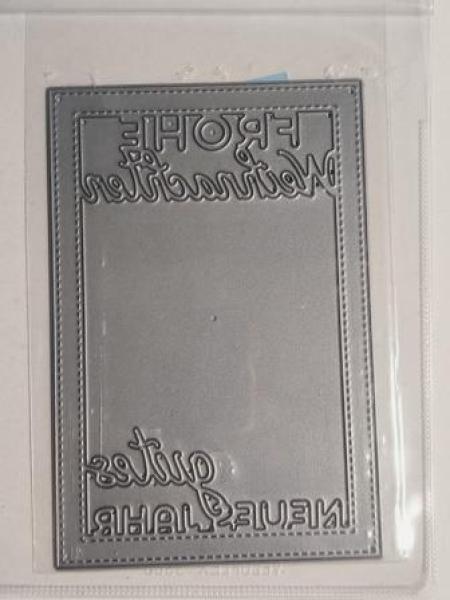 FROHE
Weihnachten
gutes
NEUES JAHR